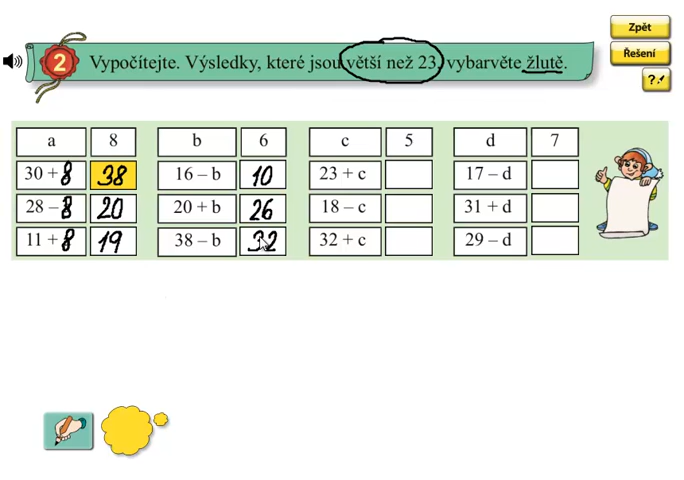 Zpět
Řešení
?
2 Vypočítejte. Výsledky, které jsou větší než 23, vybarvěte žlutě.
a 8 b 6 c 5 d 7
30 + 8 38 16 – b 10 23 + c 17 – d
28 – 8 20 20 + b 26 18 – c 31 + d
11 + 8 19 38 – b 32 32 + c 29 – d